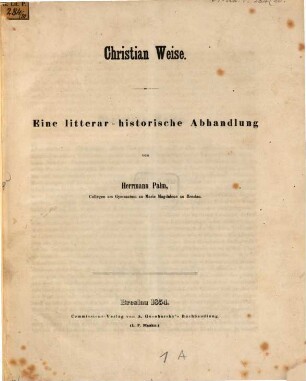 284/
Christian Weise.
Eine litterar-historische Abhandlung
von
Herrmann Palm,
Collegen am Gymnasium zu Maria Magdalena zu Breslau.
Breslau 1854.
Commissions-Verlag von A. Gosohorsky's Buchhandlung.
(L. F. Maske.)
1 A